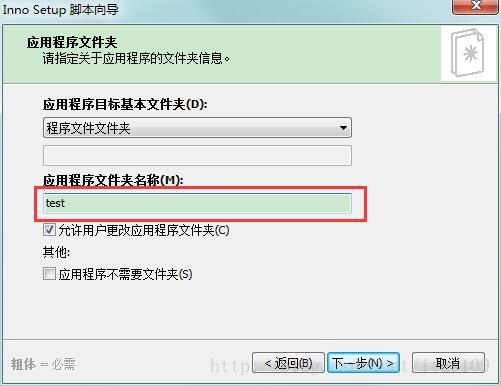 Inno Setup 脚本向导
应用程序文件夹
请指定关于应用程序的文件夹信息。
应用程序目标基本文件夹(D):
程序文件文件夹
应用程序文件夹名称(M):
test
允许用户更改应用程序文件夹(C)
其他:
应用程序不需要文件夹(S)
粗体 = 必需
< 返回(B)
下一步(N) >
取消